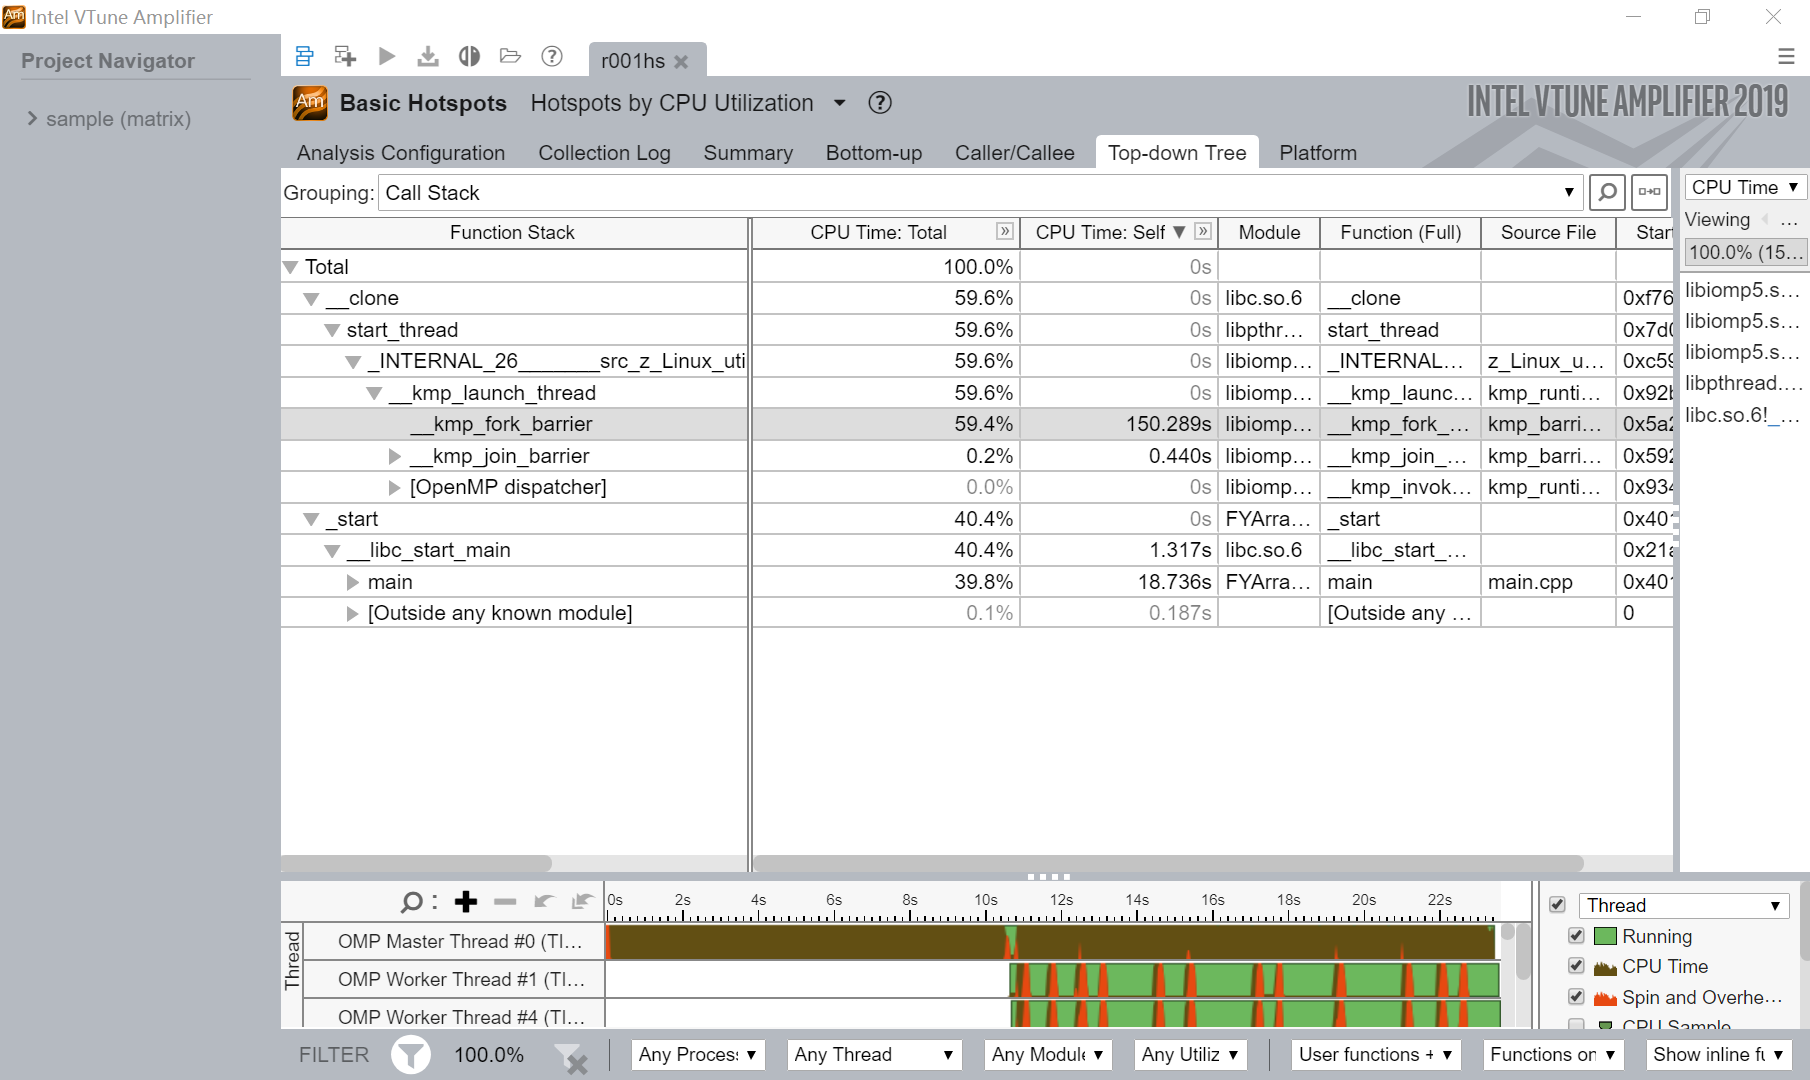 Am Intel VTune Amplifier
Project Navigator
sample (matrix)
r001hs
Am Basic Hotspots Hotspots by CPU Utilization
INTEL VTUNE AMPLIFIER 2019
Analysis Configuration Collection Log Summary Bottom-up Caller/Callee Top-down Tree Platform
Grouping: Call Stack
CPU Time
Viewing ...
100.0% (15...
Function Stack CPU Time: Total CPU Time: Self Module Function (Full) Source File Start
Total 100.0% 0s
__clone 59.6% 0s libc.so.6 __clone 0xf76
start_thread 59.6% 0s libpthr... start_thread 0x7d0
_INTERNAL_26_______src_z_Linux_uti 59.6% 0s libiomp... _INTERNAL... z_Linux_u... 0xc59
__kmp_launch_thread 59.6% 0s libiomp... __kmp_launc... kmp_runti... 0x92b
__kmp_fork_barrier 59.4% 150.289s libiomp... __kmp_fork_... kmp_barri... 0x5a2
__kmp_join_barrier 0.2% 0.440s libiomp... __kmp_join_... kmp_barri... 0x592
[OpenMP dispatcher] 0.0% 0s libiomp... __kmp_invok... kmp_runti... 0x934
_start 40.4% 0s FYArra... _start 0x401
__libc_start_main 40.4% 1.317s libc.so.6 __libc_start_... 0x21a
main 39.8% 18.736s FYArra... main main.cpp 0x401
[Outside any known module] 0.1% 0.187s [Outside any ... 0
libiomp5.s...
libiomp5.s...
libiomp5.s...
libpthread....
libc.so.6!_...
0s 2s 4s 6s 8s 10s 12s 14s 16s 18s 20s 22s
Thread
OMP Master Thread #0 (TI...
OMP Worker Thread #1 (TI...
OMP Worker Thread #4 (TI...
Thread
Running
CPU Time
Spin and Overhe...
CPU Sample
FILTER 100.0% Any Process Any Thread Any Module Any Utiliz User functions + Functions on Show inline fu